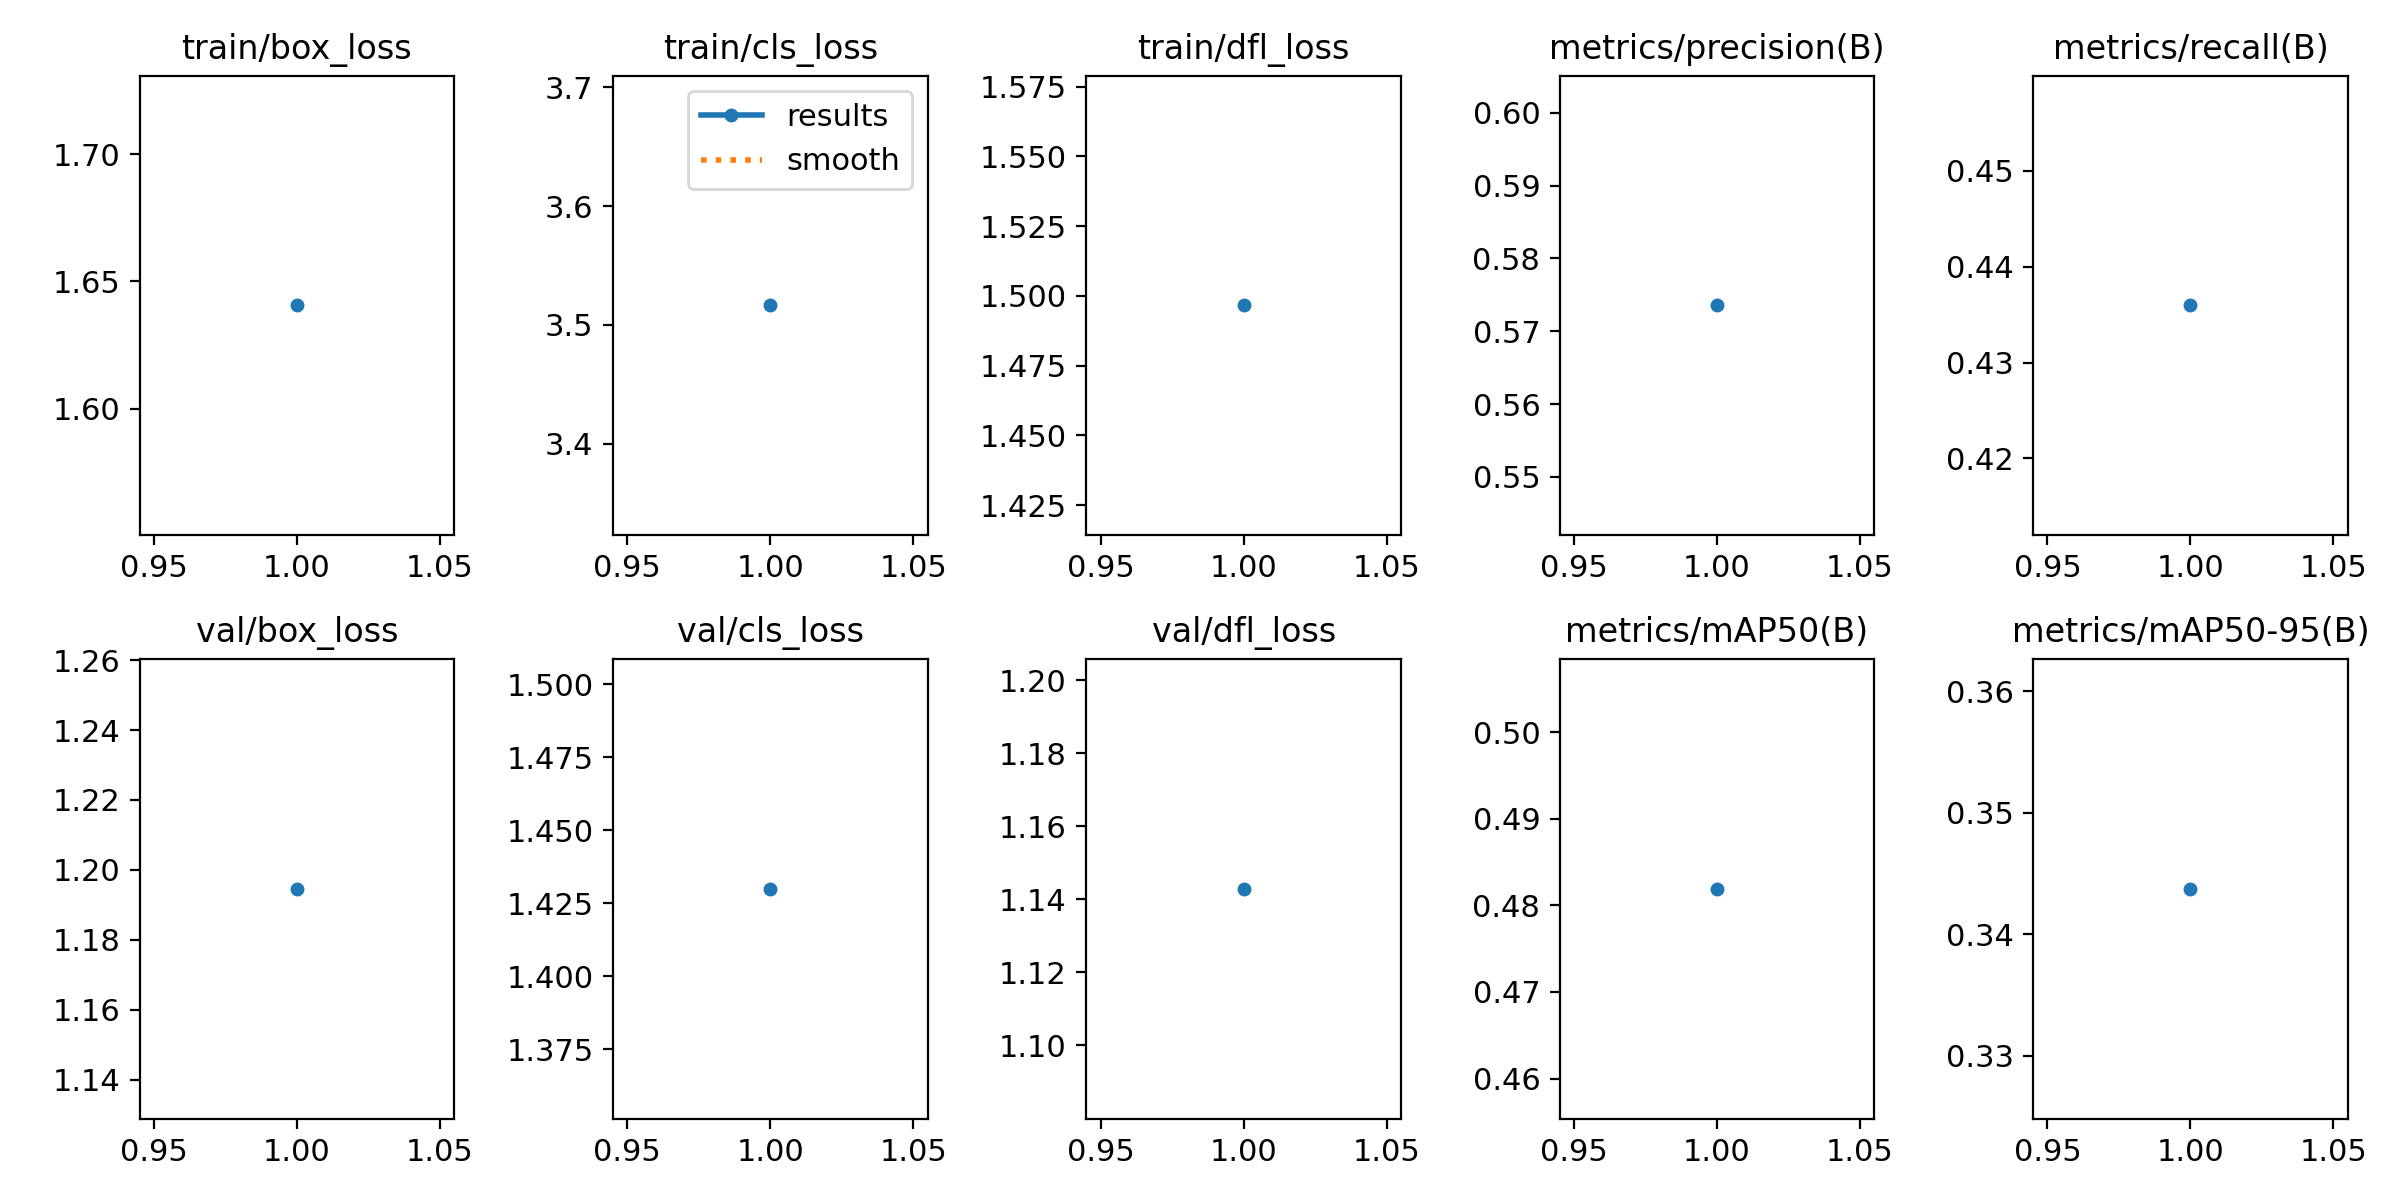 train/box_loss
1.70
1.65
1.60
0.95 1.00 1.05
train/cls_loss
3.7
3.6
3.5
3.4
results
smooth
0.95 1.00 1.05
train/dfl_loss
1.575
1.550
1.525
1.500
1.475
1.450
1.425
0.95 1.00 1.05
metrics/precision(B)
0.60
0.59
0.58
0.57
0.56
0.55
0.95 1.00 1.05
metrics/recall(B)
0.45
0.44
0.43
0.42
0.95 1.00 1.05
val/box_loss
1.26
1.24
1.22
1.20
1.18
1.16
1.14
0.95 1.00 1.05
val/cls_loss
1.500
1.475
1.450
1.425
1.400
1.375
0.95 1.00 1.05
val/dfl_loss
1.20
1.18
1.16
1.14
1.12
1.10
0.95 1.00 1.05
metrics/mAP50(B)
0.50
0.49
0.48
0.47
0.46
0.95 1.00 1.05
metrics/mAP50-95(B)
0.36
0.35
0.34
0.33
0.95 1.00 1.05